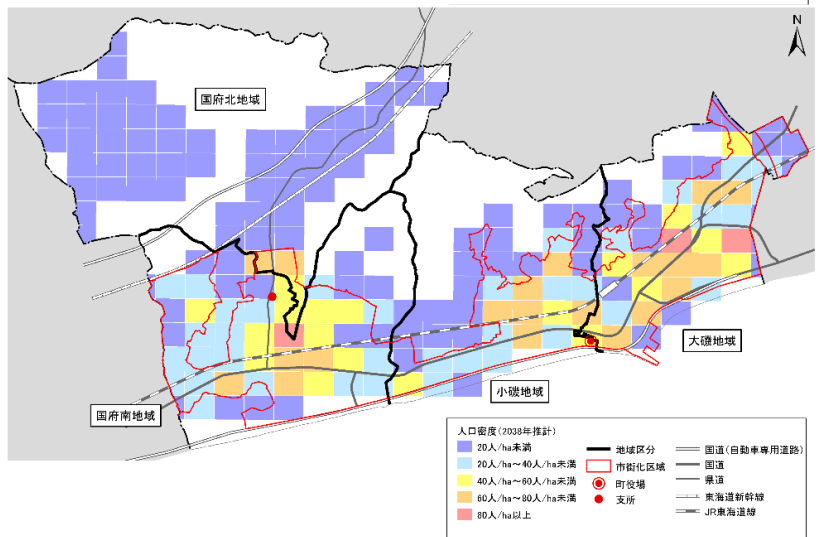 N
国府北地域
大磯地域
小磯地域
国府南地域
人口密度(2038年推計)
20人/ha未満
20人/ha～40人/ha未満
40人/ha～60人/ha未満
60人/ha～80人/ha未満
80人/ha以上
地域区分
市街化区域
町役場
支所
国道(自動車専用道路)
国道
県道
東海道新幹線
JR東海道線